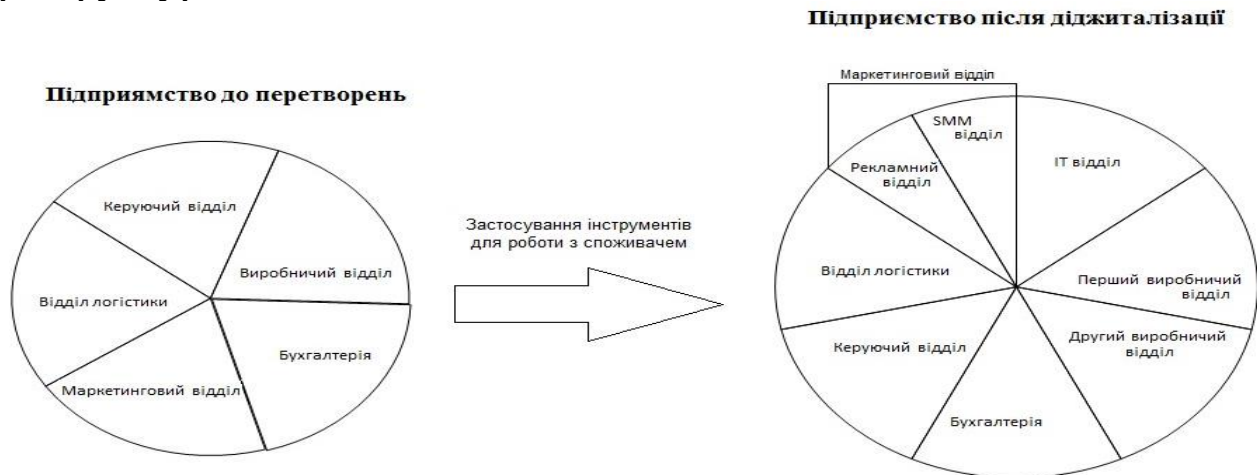 Підприємство після діджиталізації
Підприямство до перетворень
Маркетинговий відділ
SMM
відділ
ІТ відділ
Рекламний
відділ
Керуючий відділ
Застосування інструментів
для роботи з споживачем
Виробничий відділ
Відділ логістики
Відділ логістики
Перший виробничий
відділ
Бухгалтерія
Керуючий відділ
Другий виробничий
відділ
Маркетинговий відділ
Бухгалтерія